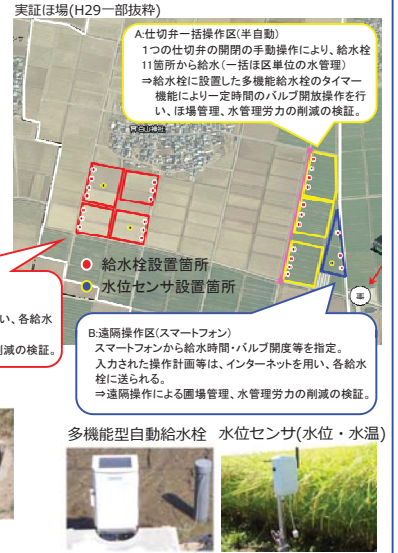 実証ほ場(H29一部抜粋)
A:仕切弁一括操作区(半自動)
1つの仕切弁の開閉の手動操作により、給水栓
11箇所から給水(一括ほ区単位の水管理)
⇒給水栓に設置した多機能給水栓のタイマー
機能により一定時間のバルブ開放操作を行
い、ほ場管理、水管理労力の削減の検証。
白山神社
給水栓設置箇所
水位センサ設置箇所
い、各給水
減の検証。
B:遠隔操作区(スマートフォン)
スマートフォンから給水時間・バルブ開度等を指定。
入力された操作計画等は、インターネットを用い、各給水
栓に送られる。
⇒遠隔操作による圃場管理、水管理労力の削減の検証。
多機能型自動給水栓 水位センサ(水位・水温)